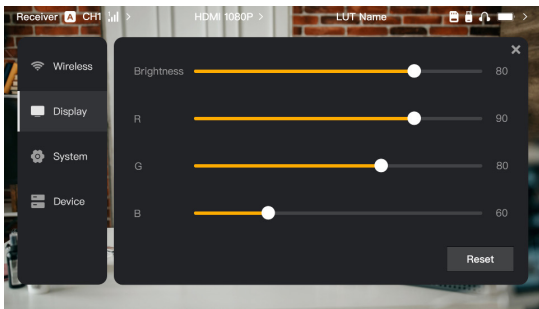 Receiver A CH1 >
HDMI 1080P >
LUT Name
>
×
Wireless
Display
System
Device
Brightness 80
R 90
G 80
B 60
Reset